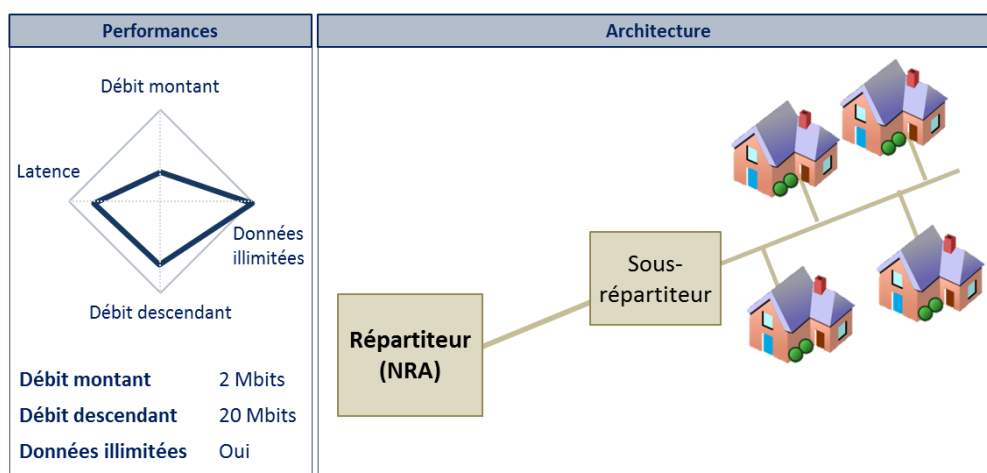 Performances
Débit montant
Latence
Données
illimitées
Débit descendant
Débit montant 2 Mbits
Débit descendant 20 Mbits
Données illimitées Oui
Architecture
Sous-
répartiteur
Répartiteur
(NRA)